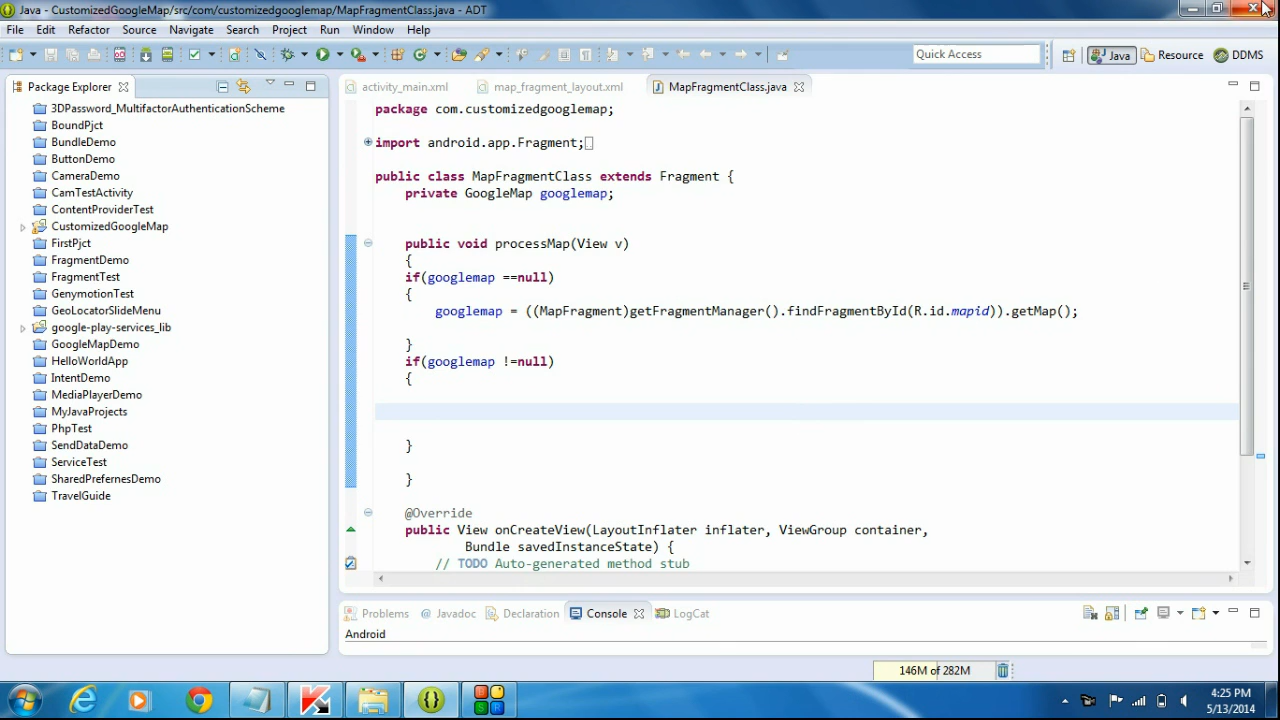 Java - CustomizedGoogleMap/src/com/customizedgooglemap/MapFragmentClass.java - ADT
File Edit Refactor Source Navigate Search Project Run Window Help
Quick Access Java Resource DDMS
Package Explorer
3DPassword_MultifactorAuthenticationScheme
BoundPjct
BundleDemo
ButtonDemo
CameraDemo
CamTestActivity
ContentProviderTest
CustomizedGoogleMap
FirstPjct
FragmentDemo
FragmentTest
GenymotionTest
GeoLocatorSlideMenu
google-play-services_lib
GoogleMapDemo
HelloWorldApp
IntentDemo
MediaPlayerDemo
MyJavaProjects
PhpTest
SendDataDemo
ServiceTest
SharedPrefernesDemo
TravelGuide
activity_main.xml map_fragment_layout.xml MapFragmentClass.java
package com.customizedgooglemap;
import android.app.Fragment;
public class MapFragmentClass extends Fragment {
private GoogleMap googlemap;
public void processMap(View v)
{
if(googlemap ==null)
{
googlemap = ((MapFragment)getFragmentManager().findFragmentById(R.id.mapid)).getMap();
}
if(googlemap !=null)
{
}
}
@Override
public View onCreateView(LayoutInflater inflater, ViewGroup container,
Bundle savedInstanceState) {
// TODO Auto-generated method stub
Problems @ Javadoc Declaration Console LogCat
Android
146M of 282M
4:25 PM
5/13/2014